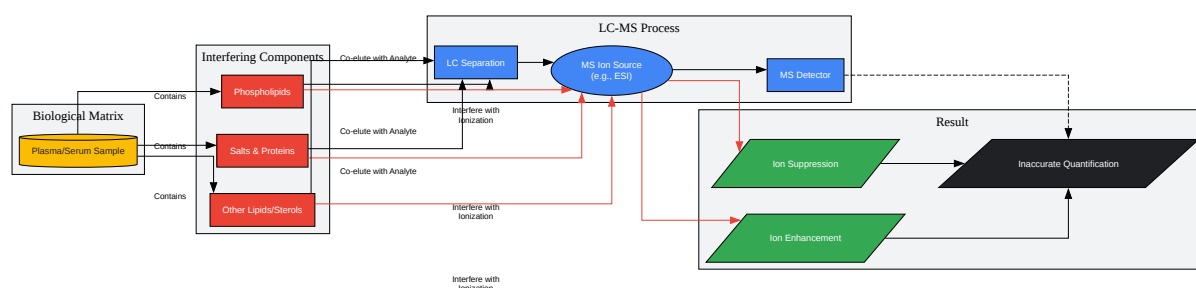 LC-MS Process
Interfering Components
Co-elute with Analyte
LC Separation
MS Ion Source
(e.g., ESI)
MS Detector
Phospholipids
Contains
Biological Matrix
Interfere with
Ionization
Result
Co-elute with Analyte
Plasma/Serum Sample
Contains
Salts & Proteins
Co-elute with Analyte
Ion Suppression
Inaccurate Quantification
Contains
Other Lipids/Sterols
Interfere with
Ionization
Ion Enhancement
Interfere with
Ionization